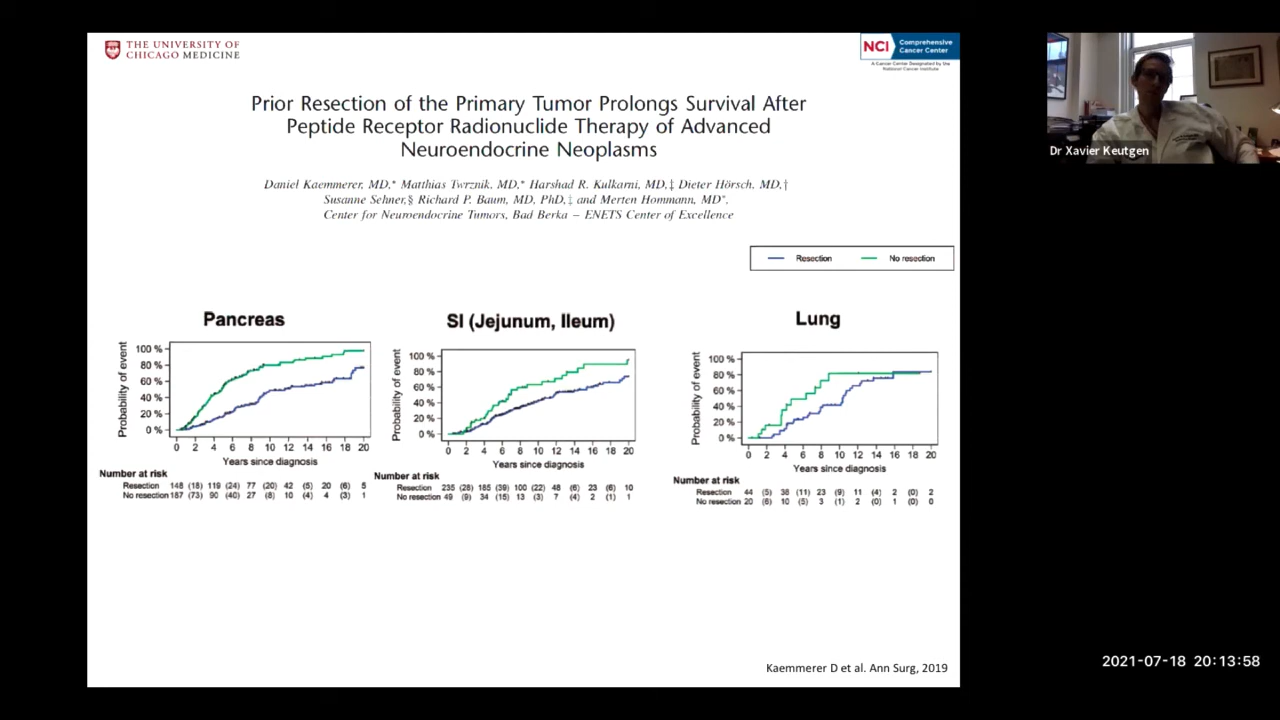 THE UNIVERSITY OF
CHICAGO MEDICINE
NCI Comprehensive
Cancer Center
A Cancer Center Designated by the
National Cancer Institute
Prior Resection of the Primary Tumor Prolongs Survival After
Peptide Receptor Radionuclide Therapy of Advanced
Neuroendocrine Neoplasms
Daniel Kaemmerer, MD,* Matthias Twrznik, MD,* Harshad R. Kulkarni, MD,‡ Dieter Hörsch, MD,†
Susanne Sehner,§ Richard P. Baum, MD, PhD,‡ and Merten Hommann, MD*,
Center for Neuroendocrine Tumors, Bad Berka – ENETS Center of Excellence
Resection No resection
Pancreas
Probability of event
100 %
80 %
60 %
40 %
20 %
0 %
0 2 4 6 8 10 12 14 16 18 20
Years since diagnosis
Number at risk
Resection 148 (18) 119 (24) 77 (20) 42 (5) 20 (6) 5
No resection 187 (73) 90 (40) 27 (8) 10 (4) 4 (3) 1
SI (Jejunum, Ileum)
Probability of event
100 %
80 %
60 %
40 %
20 %
0 %
0 2 4 6 8 10 12 14 16 18 20
Years since diagnosis
Number at risk
Resection 235 (28) 185 (39) 100 (22) 48 (6) 23 (6) 10
No resection 49 (9) 34 (15) 13 (3) 7 (4) 2 (1) 1
Lung
Probability of event
100 %
80 %
60 %
40 %
20 %
0 %
0 2 4 6 8 10 12 14 16 18 20
Years since diagnosis
Number at risk
Resection 44 (5) 38 (11) 23 (9) 11 (4) 2 (0) 2
No resection 20 (6) 10 (5) 3 (1) 2 (0) 1 (0) 0
Kaemmerer D et al. Ann Surg, 2019
Dr Xavier Keutgen
2021-07-18 20:13:58